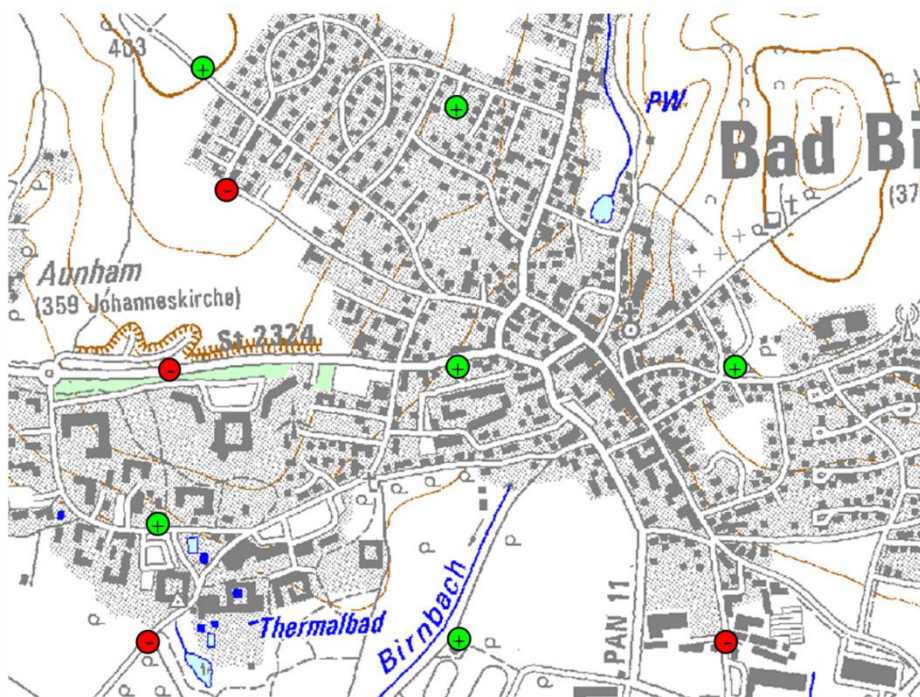 403
PW
Bad Bi
(37
Aunham
(359 Johanneskirche)
St 2324
+
+
-
-
+
+
+
-
Thermalbad
Birnbach
+
PAN 11
-